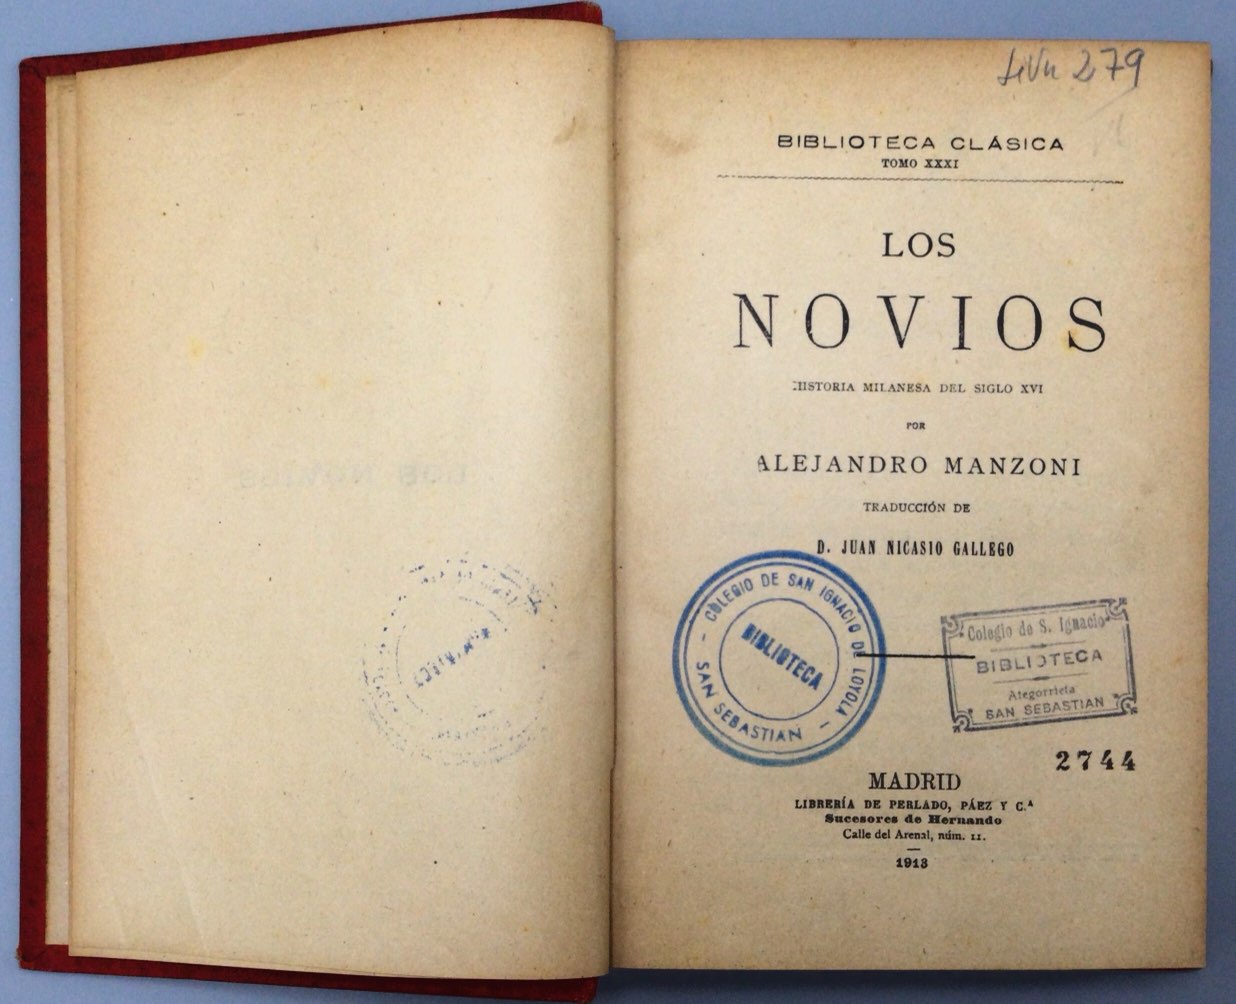 279
BIBLIOTECA CLÁSICA
TOMO XXXI
LOS
NOVIOS
HISTORIA MILANESA DEL SIGLO XVI
POR
ALEJANDRO MANZONI
TRADUCCIÓN DE
D. JUAN NICASIO GALLEGO
COLEGIO DE SAN IGNACIO DE LOYOLA
BIBLIOTECA
SAN SEBASTIAN
Colegio de S. Ignacio
BIBLIOTECA
Ategorrieta
SAN SEBASTIAN
2744
MADRID
LIBRERÍA DE PERLADO, PÁEZ Y C.ª
Sucesores de Hernando
Calle del Arenal, núm. 11.
1913